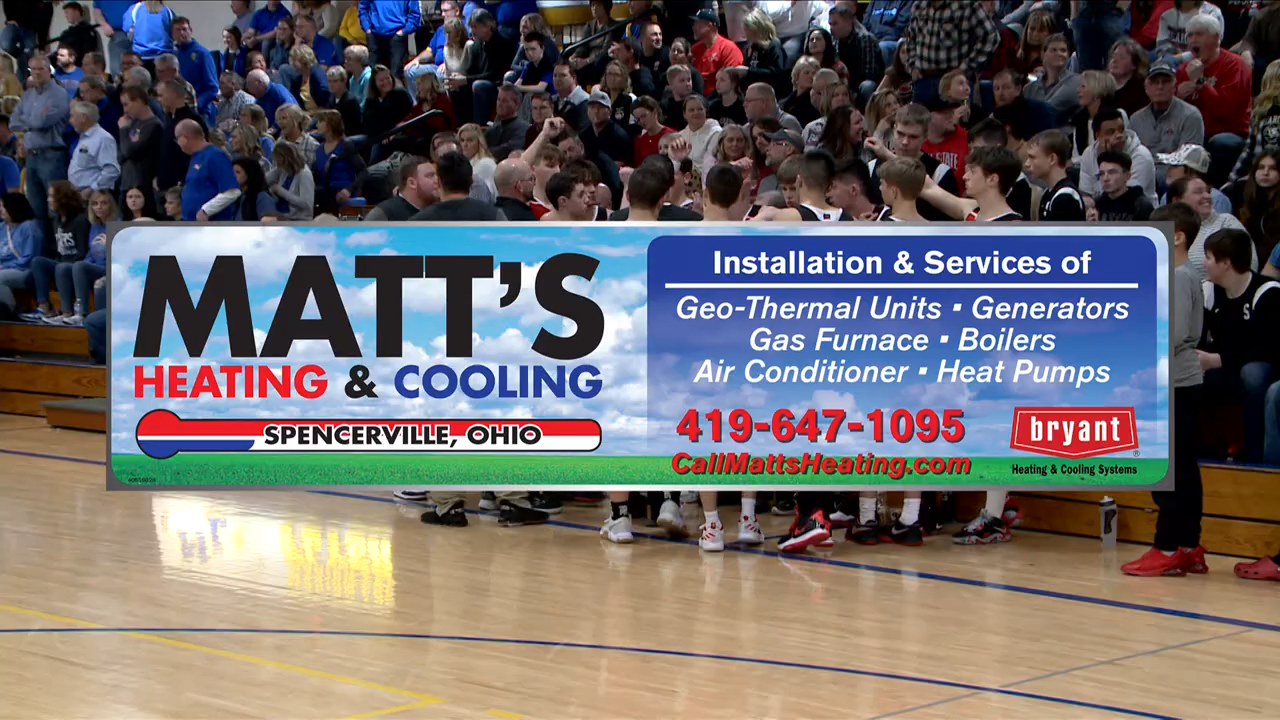 MATT'S
HEATING & COOLING
SPENCERVILLE, OHIO
Installation & Services of
Geo-Thermal Units ▪ Generators
Gas Furnace ▪ Boilers
Air Conditioner ▪ Heat Pumps
419-647-1095
CallMattsHeating.com
bryant
®
Heating & Cooling Systems